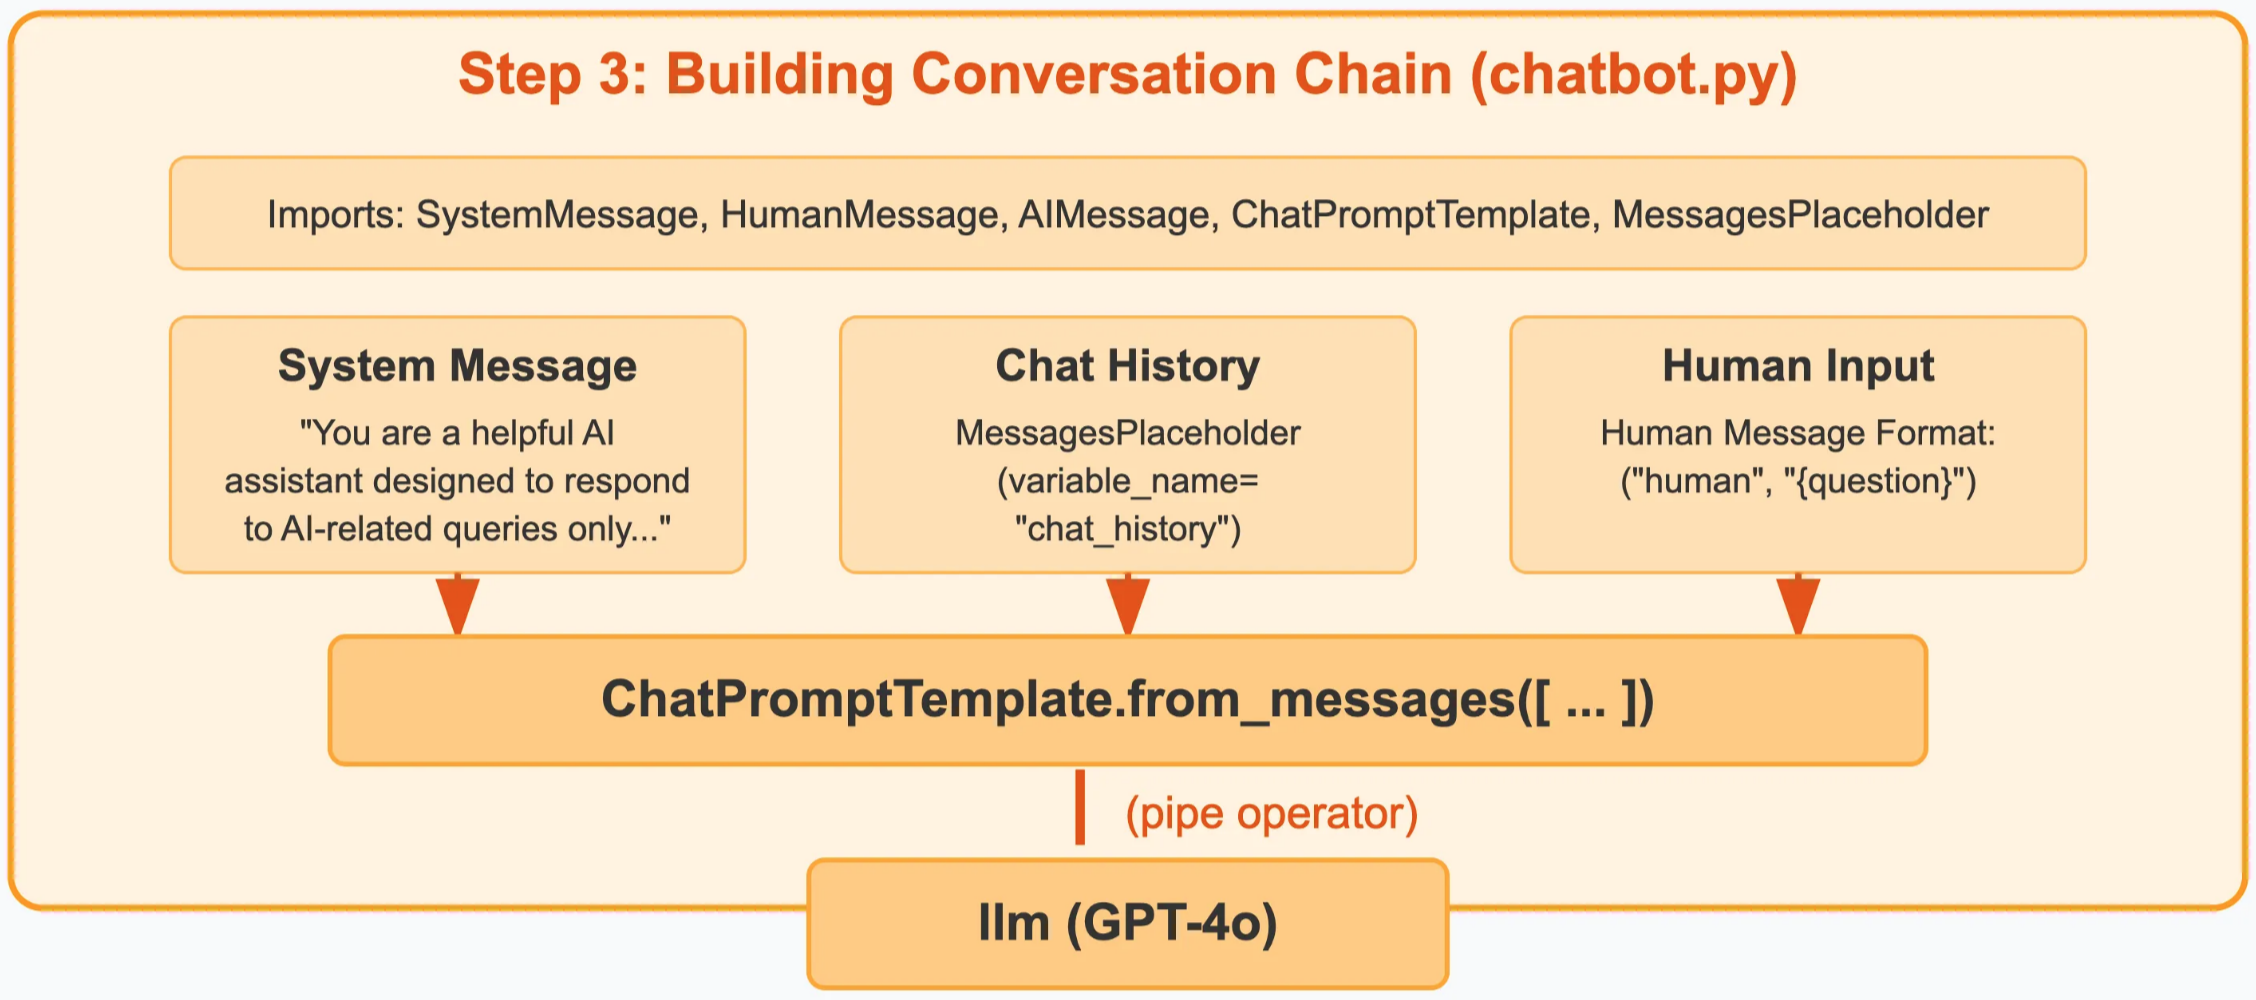 Step 3: Building Conversation Chain (chatbot.py)
Imports: SystemMessage, HumanMessage, AIMessage, ChatPromptTemplate, MessagesPlaceholder
System Message
"You are a helpful AI
assistant designed to respond
to AI-related queries only..."
Chat History
MessagesPlaceholder
(variable_name=
"chat_history")
Human Input
Human Message Format:
("human", "{question}")
ChatPromptTemplate.from_messages([ ... ])
(pipe operator)
llm (GPT-4o)